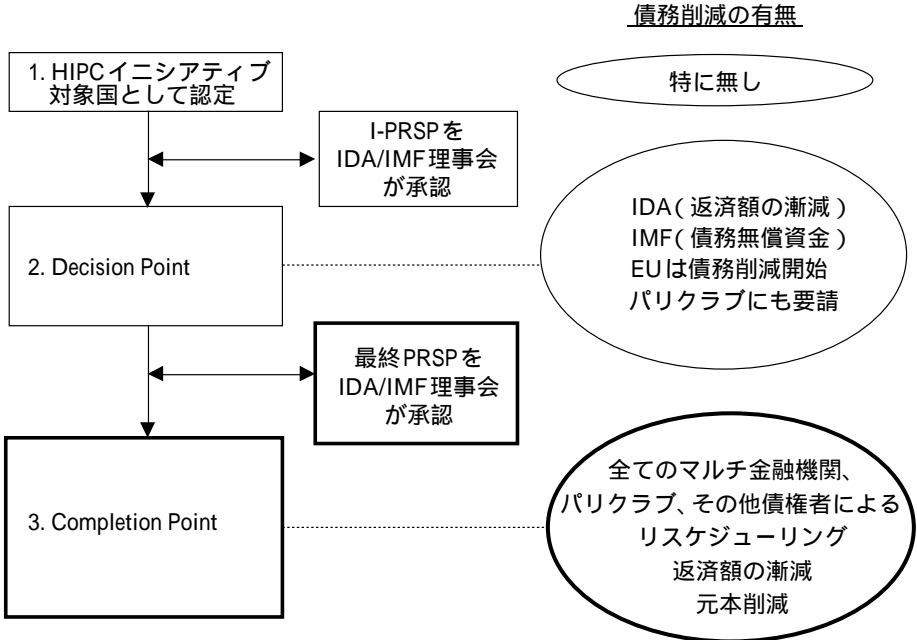 債務削減の有無
1. HIPCイニシアティブ
対象国として認定
特に無し
I-PRSPを
IDA/IMF理事会
が承認
2. Decision Point
IDA(返済額の漸減)
IMF(債務無償資金)
EUは債務削減開始
パリクラブにも要請
最終PRSPを
IDA/IMF理事会
が承認
3. Completion Point
全てのマルチ金融機関、
パリクラブ、その他債権者による
リスケジューリング
返済額の漸減
元本削減